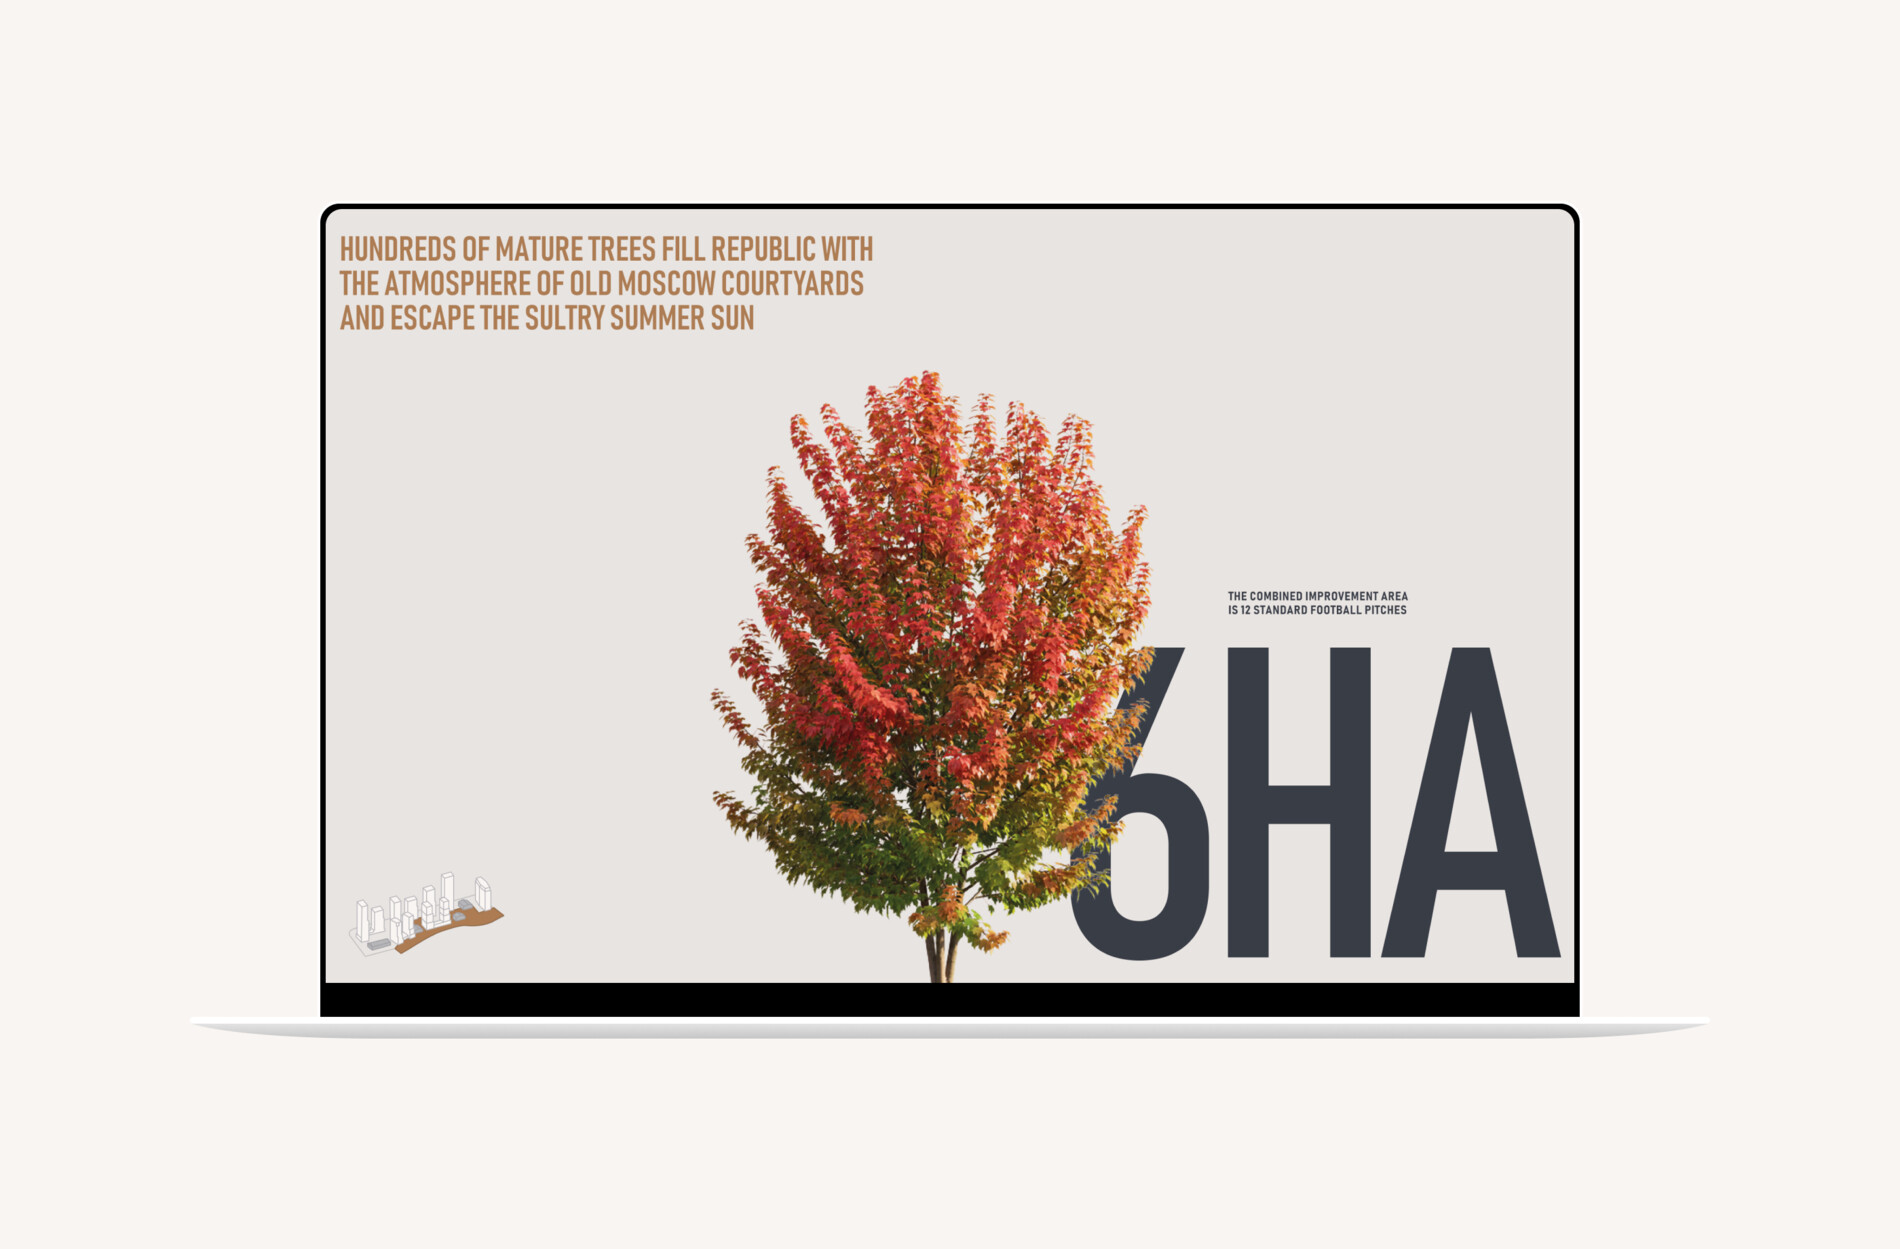 HUNDREDS OF MATURE TREES FILL REPUBLIC WITH
THE ATMOSPHERE OF OLD MOSCOW COURTYARDS
AND ESCAPE THE SULTRY SUMMER SUN
THE COMBINED IMPROVEMENT AREA
IS 12 STANDARD FOOTBALL PITCHES
6HA